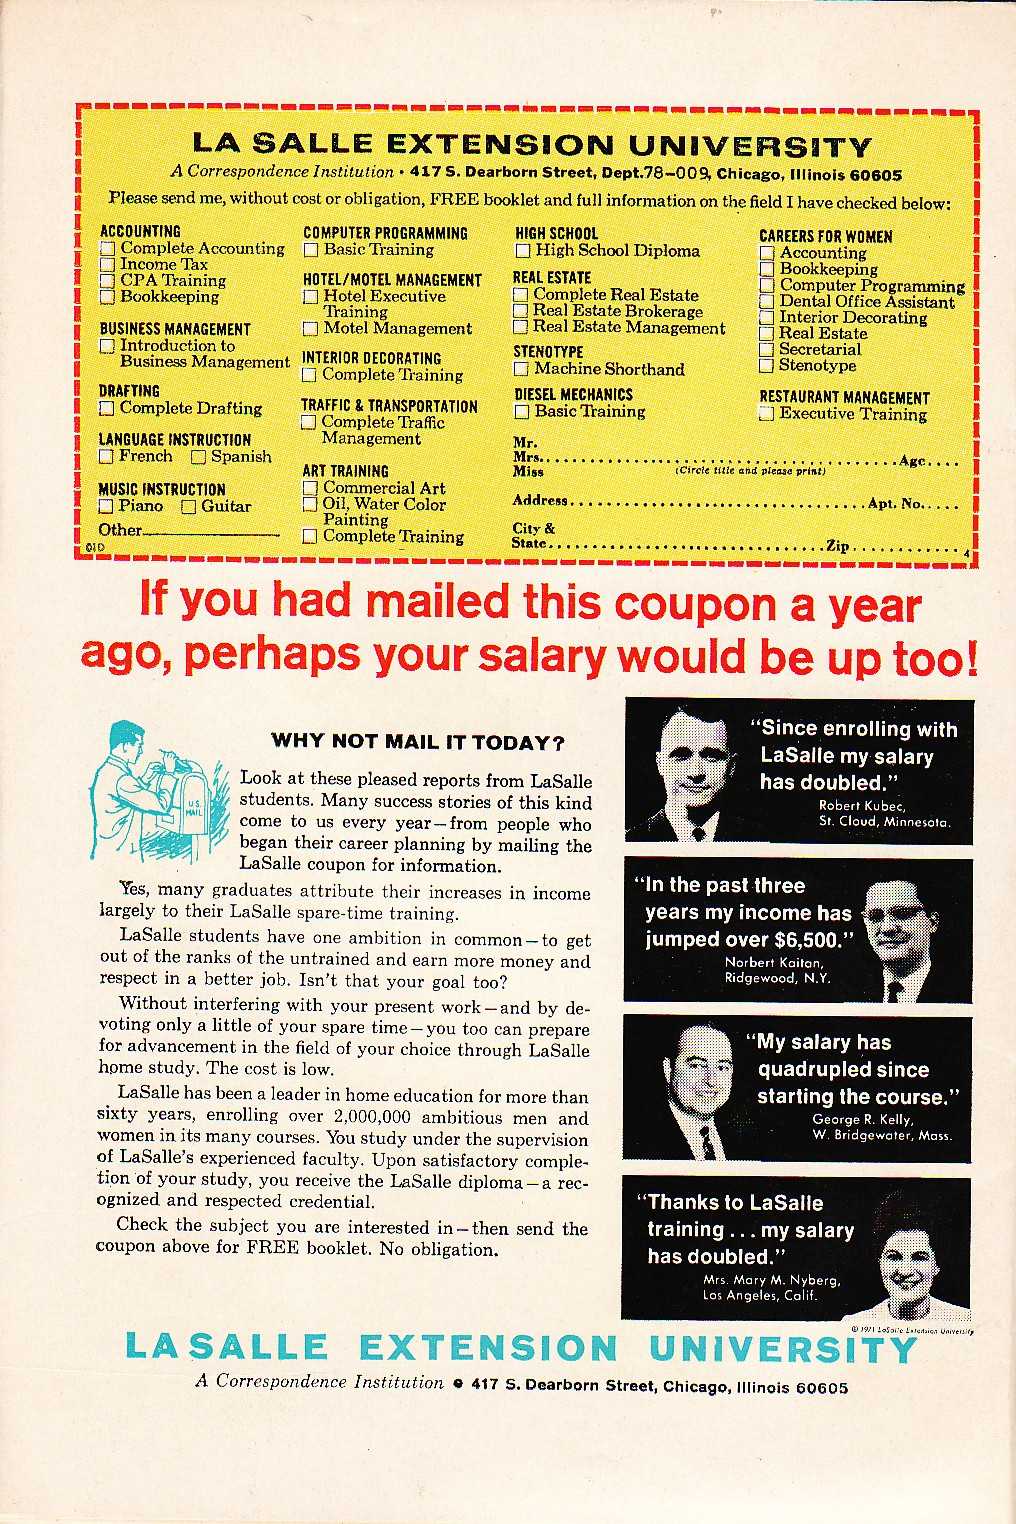 LA SALLE EXTENSION UNIVERSITY
A Correspondence Institution • 417 S. Dearborn Street, Dept.78-009, Chicago, Illinois 60605
Please send me, without cost or obligation, FREE booklet and full information on the field I have checked below:
ACCOUNTING
Complete Accounting
Income Tax
CPA Training
Bookkeeping
BUSINESS MANAGEMENT
Introduction to
Business Management
DRAFTING
Complete Drafting
LANGUAGE INSTRUCTION
French Spanish
MUSIC INSTRUCTION
Piano Guitar
Other
01D
COMPUTER PROGRAMMING
Basic Training
HOTEL/MOTEL MANAGEMENT
Hotel Executive
Training
Motel Management
INTERIOR DECORATING
Complete Training
TRAFFIC & TRANSPORTATION
Complete Traffic
Management
ART TRAINING
Commercial Art
Oil, Water Color
Painting
Complete Training
HIGH SCHOOL
High School Diploma
REAL ESTATE
Complete Real Estate
Real Estate Brokerage
Real Estate Management
STENOTYPE
Machine Shorthand
DIESEL MECHANICS
Basic Training
CAREERS FOR WOMEN
Accounting
Bookkeeping
Computer Programming
Dental Office Assistant
Interior Decorating
Real Estate
Secretarial
Stenotype
RESTAURANT MANAGEMENT
Executive Training
Mr.
Mrs. Age
Miss (Circle title and please print)
Address Apt. No.
City &
State Zip
4
If you had mailed this coupon a year
ago, perhaps your salary would be up too!
U.S.
MAIL
WHY NOT MAIL IT TODAY?
Look at these pleased reports from LaSalle
students. Many success stories of this kind
come to us every year—from people who
began their career planning by mailing the
LaSalle coupon for information.
Yes, many graduates attribute their increases in income
largely to their LaSalle spare-time training.
LaSalle students have one ambition in common—to get
out of the ranks of the untrained and earn more money and
respect in a better job. Isn't that your goal too?
Without interfering with your present work—and by de-
voting only a little of your spare time—you too can prepare
for advancement in the field of your choice through LaSalle
home study. The cost is low.
LaSalle has been a leader in home education for more than
sixty years, enrolling over 2,000,000 ambitious men and
women in its many courses. You study under the supervision
of LaSalle's experienced faculty. Upon satisfactory comple-
tion of your study, you receive the LaSalle diploma—a rec-
ognized and respected credential.
Check the subject you are interested in—then send the
coupon above for FREE booklet. No obligation.
"Since enrolling with
LaSalle my salary
has doubled."
Robert Kubec,
St. Cloud, Minnesota.
"In the past three
years my income has
jumped over $6,500."
Norbert Kaitan,
Ridgewood, N.Y.
"My salary has
quadrupled since
starting the course."
George R. Kelly,
W. Bridgewater, Mass.
"Thanks to LaSalle
training . . . my salary
has doubled."
Mrs. Mary M. Nyberg,
Los Angeles, Calif.
© 1971 LaSalle Extension University
LA SALLE EXTENSION UNIVERSITY
A Correspondence Institution • 417 S. Dearborn Street, Chicago, Illinois 60605